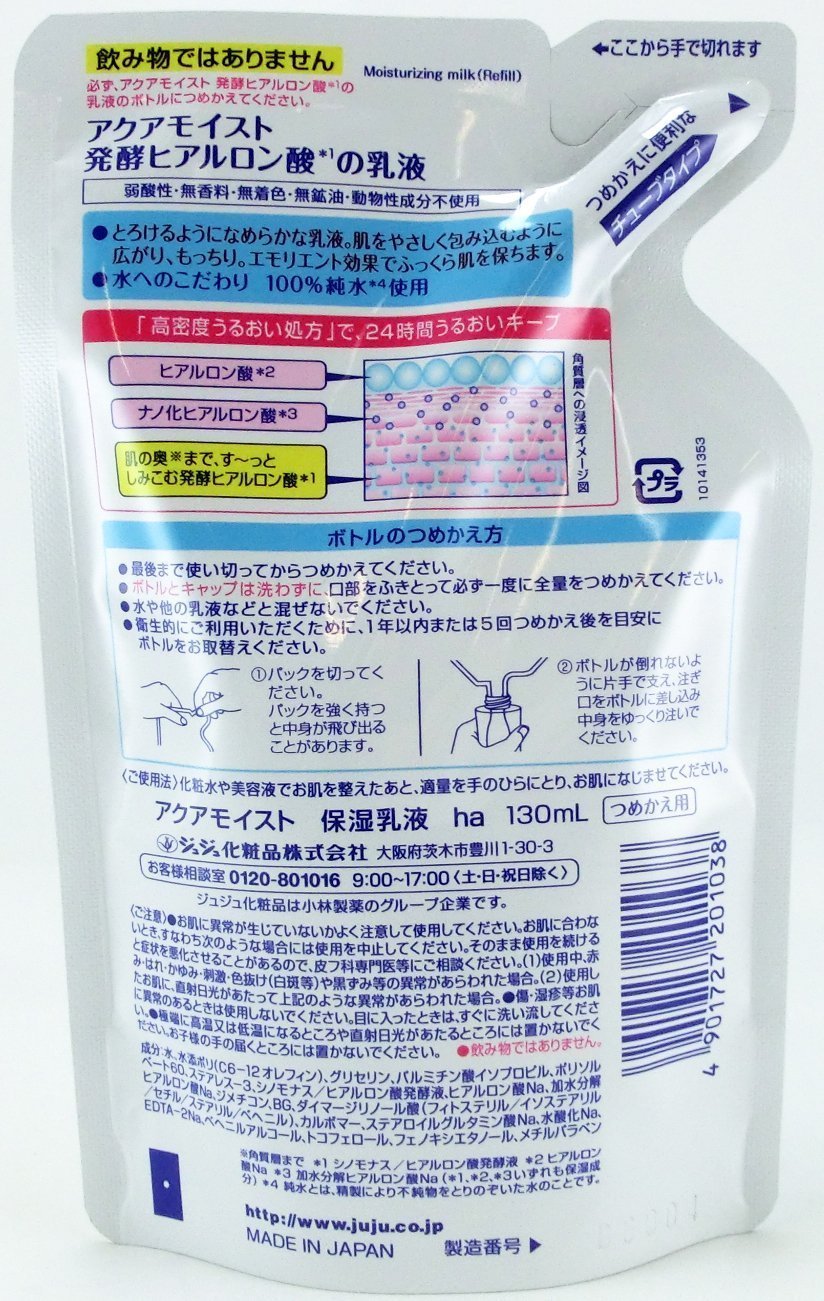 飲み物ではありません
Moisturizing milk(Refill)
←ここから手で切れます
必ず、アクアモイスト 発酵ヒアルロン酸*1の
乳液のボトルにつめかえてください。
つめかえに便利な
チューブタイプ
アクアモイスト
発酵ヒアルロン酸*1の乳液
弱酸性・無香料・無着色・無鉱油・動物性成分不使用
●とろけるようになめらかな乳液。肌をやさしく包み込むように
広がり、もっちり。エモリエント効果でふっくら肌を保ちます。
●水へのこだわり 100%純水*4使用
「高密度うるおい処方」で、24時間うるおいキープ
ヒアルロン酸*2
ナノ化ヒアルロン酸*3
肌の奥※まで、す〜っと
しみこむ発酵ヒアルロン酸*1
角質層への浸透イメージ図
プラ
10141353
ボトルのつめかえ方
●最後まで使い切ってからつめかえてください。
●ボトルとキャップは洗わずに、口部をふきとって必ず一度に全量をつめかえてください。
●水や他の乳液などと混ぜないでください。
●衛生的にご利用いただくために、1年以内または5回つめかえ後を目安に
ボトルをお取替えください。
①パックを切ってく
ださい。
パックを強く持つ
と中身が飛び出る
ことがあります。
②ボトルが倒れないよ
うに片手で支え、注ぎ
口をボトルに差し込み
中身をゆっくり注いで
ください。
〈ご使用法〉化粧水や美容液でお肌を整えたあと、適量を手のひらにとり、お肌になじませてください。
アクアモイスト 保湿乳液 ha 130mL つめかえ用
ジュジュ化粧品株式会社 大阪府茨木市豊川1-30-3
お客様相談室 0120-801016 9:00~17:00〈土・日・祝日除く〉
ジュジュ化粧品は小林製薬のグループ企業です。
〈ご注意〉●お肌に異常が生じていないかよく注意して使用してください。お肌に合わな
いとき、すなわち次のような場合には使用を中止してください。そのまま使用を続ける
と症状を悪化させることがあるので、皮フ科専門医等にご相談ください。(1)使用中、赤
み・はれ・かゆみ・刺激・色抜け(白斑等)や黒ずみ等の異常があらわれた場合。(2)使用し
たお肌に、直射日光があたって上記のような異常があらわれた場合。●傷・湿疹等お肌
に異常のあるときは使用しないでください。目に入ったときは、すぐに洗い流してくださ
い。●極端に高温又は低温になるところや直射日光があたるところには置かないでく
ださい。お子様の手の届くところには置かないでください。 ●飲み物ではありません。
成分:水、水添ポリ(C6-12オレフィン)、グリセリン、パルミチン酸イソプロピル、ポリソル
ベート60、ステアレス-3、シノモナス/ヒアルロン酸発酵液、ヒアルロン酸Na、加水分解
ヒアルロン酸Na、ジメチコン、BG、ダイマージリノール酸(フィトステリル/イソステアリル
/セチル/ステアリル/ベヘニル)、カルボマー、ステアロイルグルタミン酸Na、水酸化Na、
EDTA-2Na、ベヘニルアルコール、トコフェロール、フェノキシエタノール、メチルパラベン
※角質層まで *1 シノモナス/ヒアルロン酸発酵液 *2 ヒアルロン
酸Na *3 加水分解ヒアルロン酸Na(*1、*2、*3いずれも保湿成
分) *4 純水とは、精製により不純物をとりのぞいた水のことです。
4 901727 201038
http://www.juju.co.jp
MADE IN JAPAN 製造番号▶